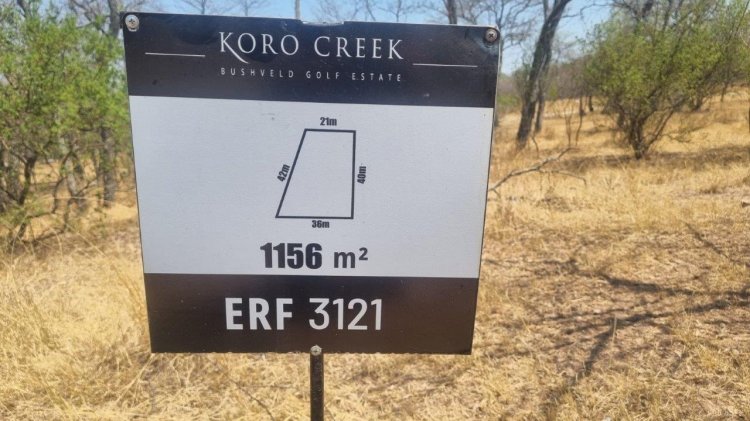 KORO CREEK
BUSHVELD GOLF ESTATE
21m
42m
40m
36m
1156 m²
ERF 3121